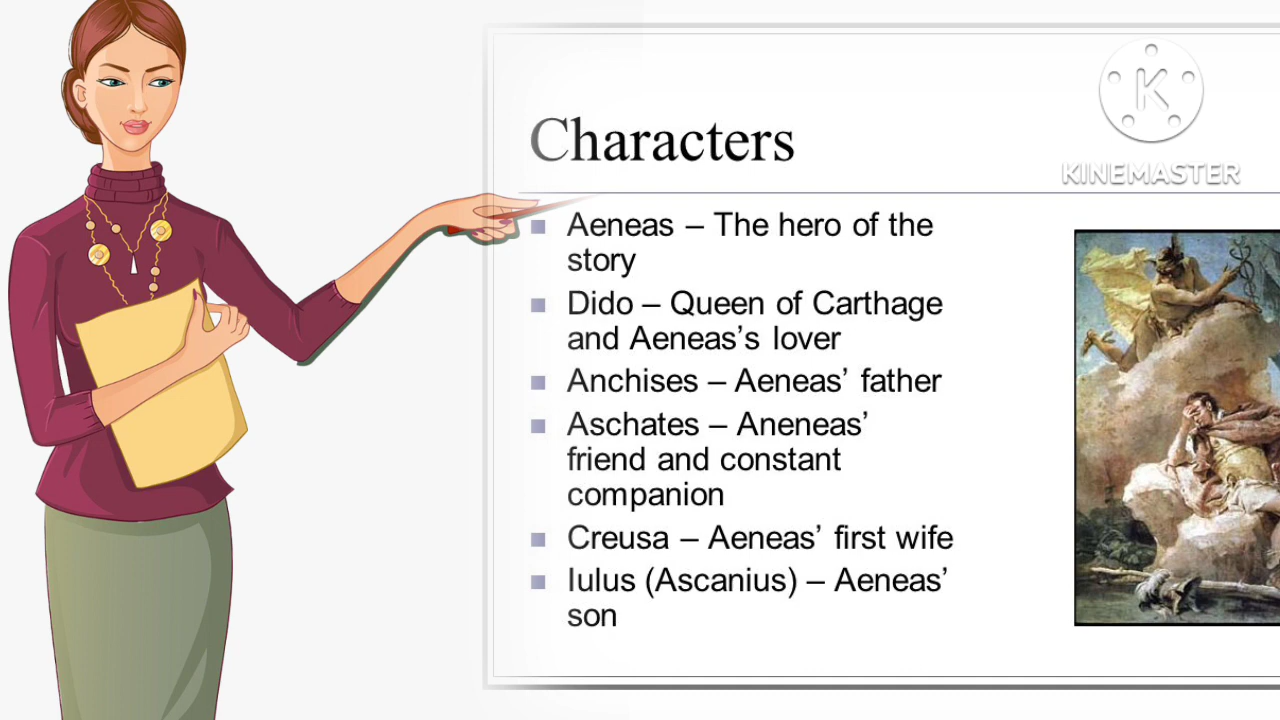 K
KINEMASTER
Characters
Aeneas – The hero of the
story
Dido – Queen of Carthage
and Aeneas’s lover
Anchises – Aeneas’ father
Aschates – Aneneas’
friend and constant
companion
Creusa – Aeneas’ first wife
Iulus (Ascanius) – Aeneas’
son